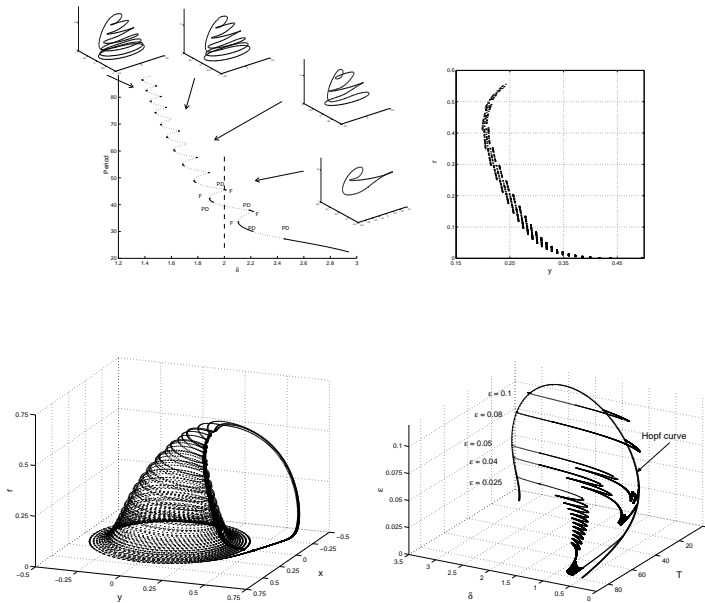 Period
80
70
60
50
40
30
20
1.2
1.4
1.6
1.8
2
2.2
2.4
2.6
2.8
3
δ
PD
F
F
PD
PD
F
F
PD
PD
0.6
0.5
0.4
0.3
0.2
0.1
0
0.15
0.25
0.35
0.45
y
r
0.75
0.5
0.25
0
r
−0.5
−0.25
0
0.25
0.5
0.75
y
−0.5
−0.25
0
0.25
0.5
0.75
x
ε = 0.1
ε = 0.08
ε = 0.05
ε = 0.04
ε = 0.025
Hopf curve
0.1
0.075
0.05
0.025
0
ε
3.5
3
2.5
2
1.5
1
0.5
0
δ
20
40
60
80
T